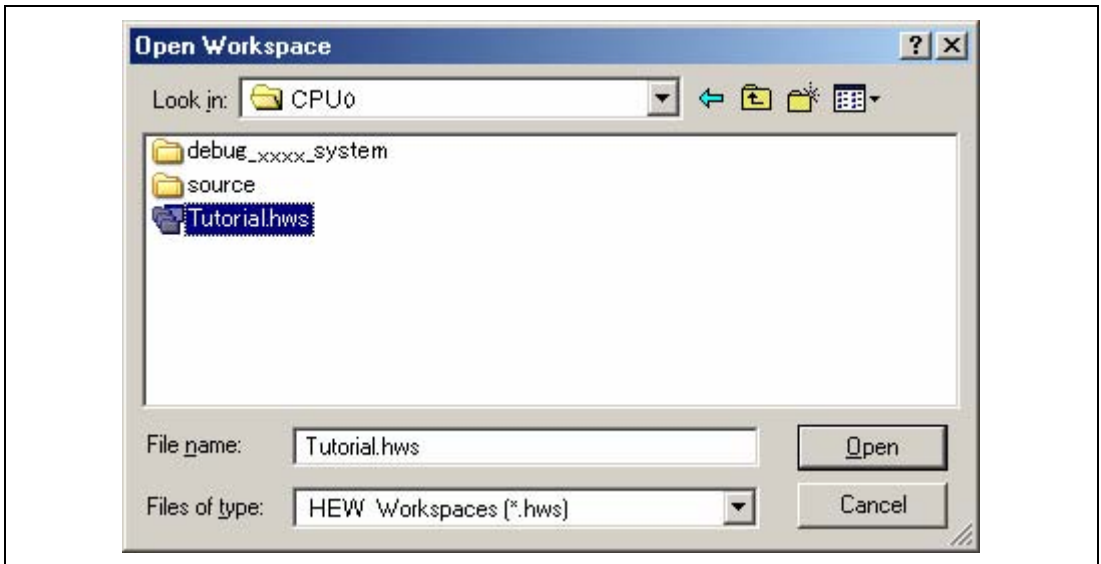 Open Workspace
Look in: CPU0
debug_xxxx_system
source
Tutorial.hws
File name: Tutorial.hws Open
Files of type: HEW Workspaces (*.hws) Cancel